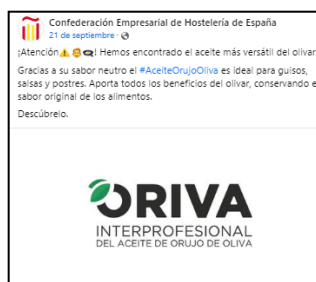 Confederación Empresarial de Hostelería de España
21 de septiembre ·
¡Atención⚠️ 🧑‍🍳🍳! Hemos encontrado el aceite más versátil del olivar
Gracias a su sabor neutro el #AceiteOrujoOliva es ideal para guisos,
salsas y postres. Aporta todos los beneficios del olivar, conservando e
sabor original de los alimentos.
Descúbrelo.
ORIVA
INTERPROFESIONAL
DEL ACEITE DE ORUJO DE OLIVA